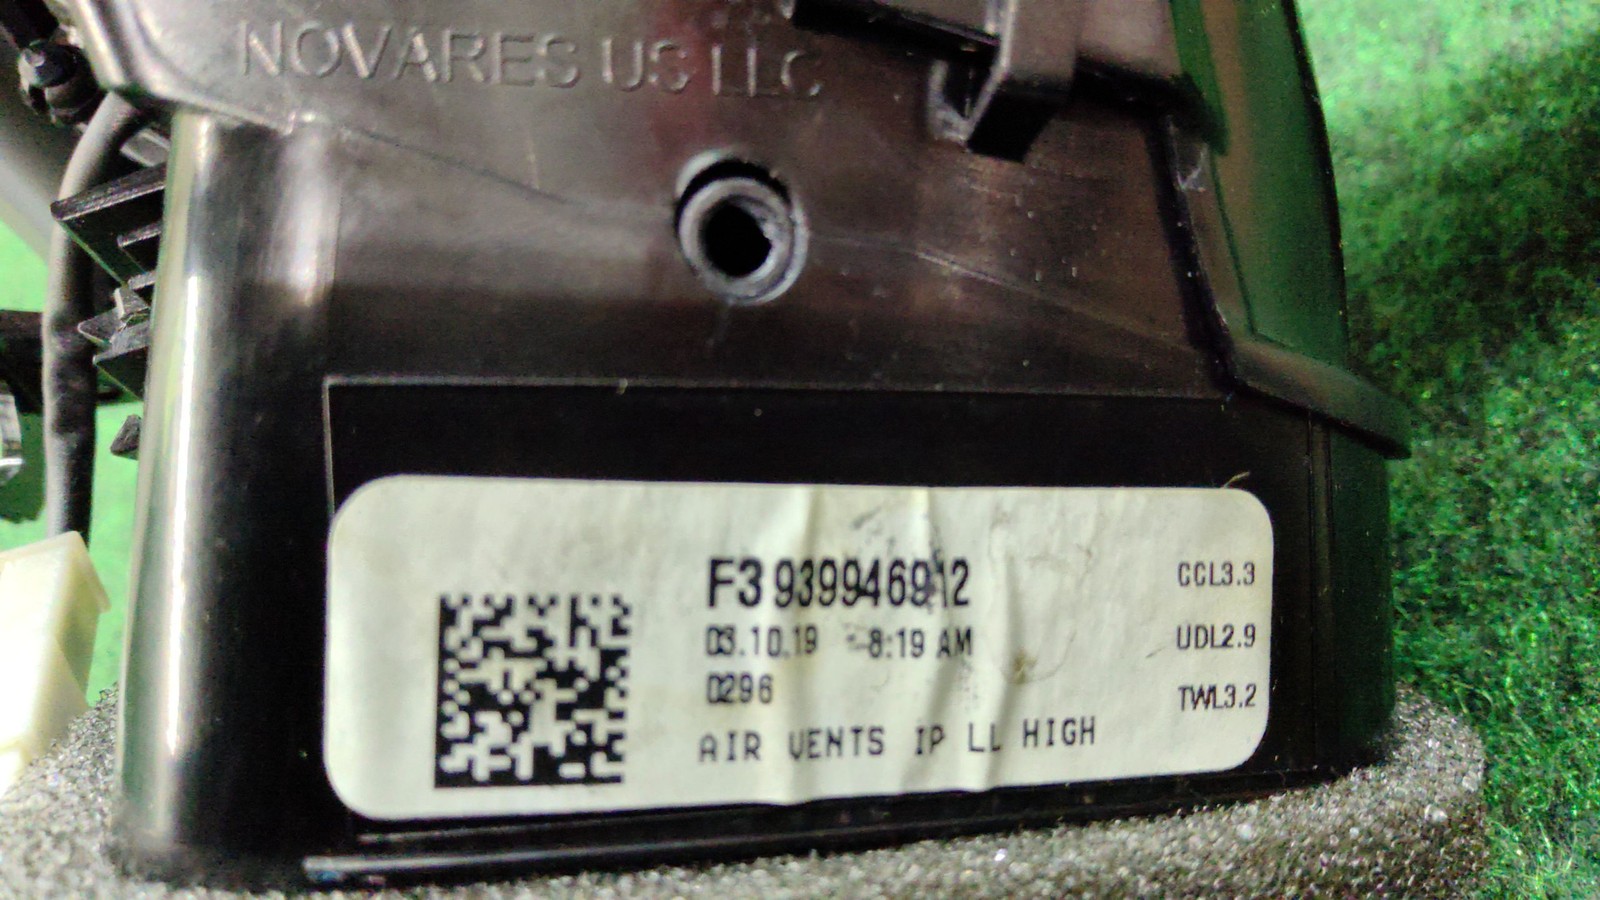 NOVARES US LLC
F3 939946912
CCL3.3
03.10.19 8:19 AM
UDL2.9
0296
TWL3.2
AIR VENTS IP LL HIGH